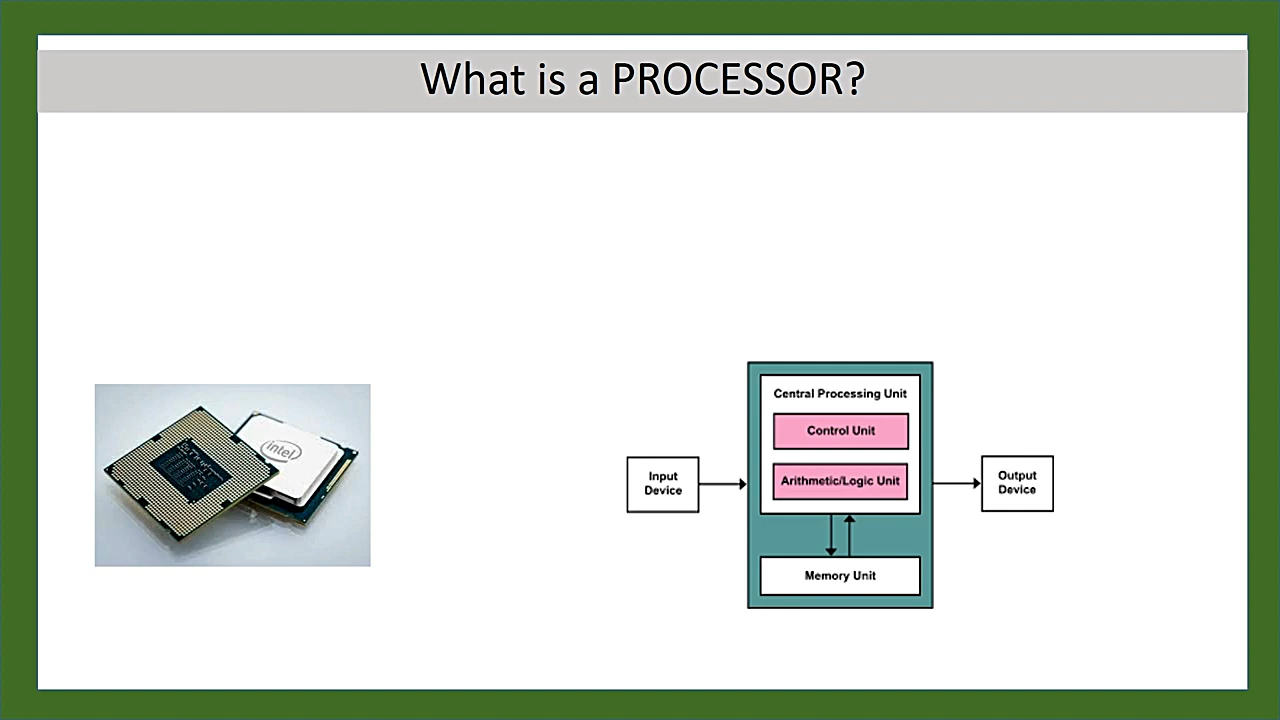 What is a PROCESSOR?
intel
Central Processing Unit
Control Unit
Arithmetic/Logic Unit
Input
Device
Output
Device
Memory Unit